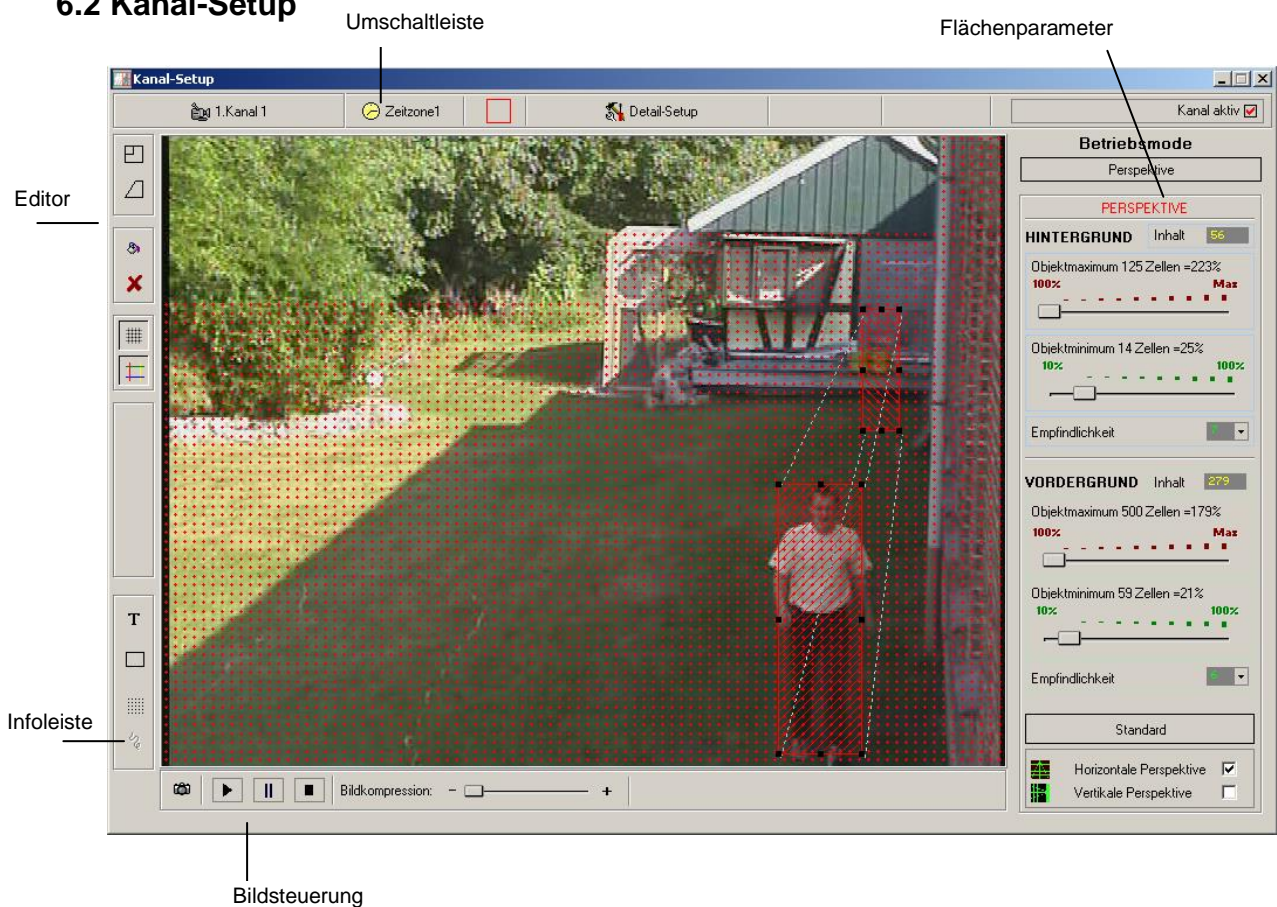 6.2 Kanal-Setup
Umschaltleiste
Flächenparameter
Kanal-Setup
1.Kanal 1
Zeitzone1
Detail-Setup
Kanal aktiv
Betriebsmode
Perspektive
Editor
PERSPEKTIVE
HINTERGRUND Inhalt 56
Objektmaximum 125 Zellen =223%
100% Max
Objektminimum 14 Zellen =25%
10% 100%
Empfindlichkeit 7
VORDERGRUND Inhalt 279
Objektmaximum 500 Zellen =179%
100% Max
Objektminimum 59 Zellen =21%
10% 100%
T
Empfindlichkeit 6
Infoleiste
Standard
Horizontale Perspektive
Vertikale Perspektive
Bildkompression: - +
Bildsteuerung